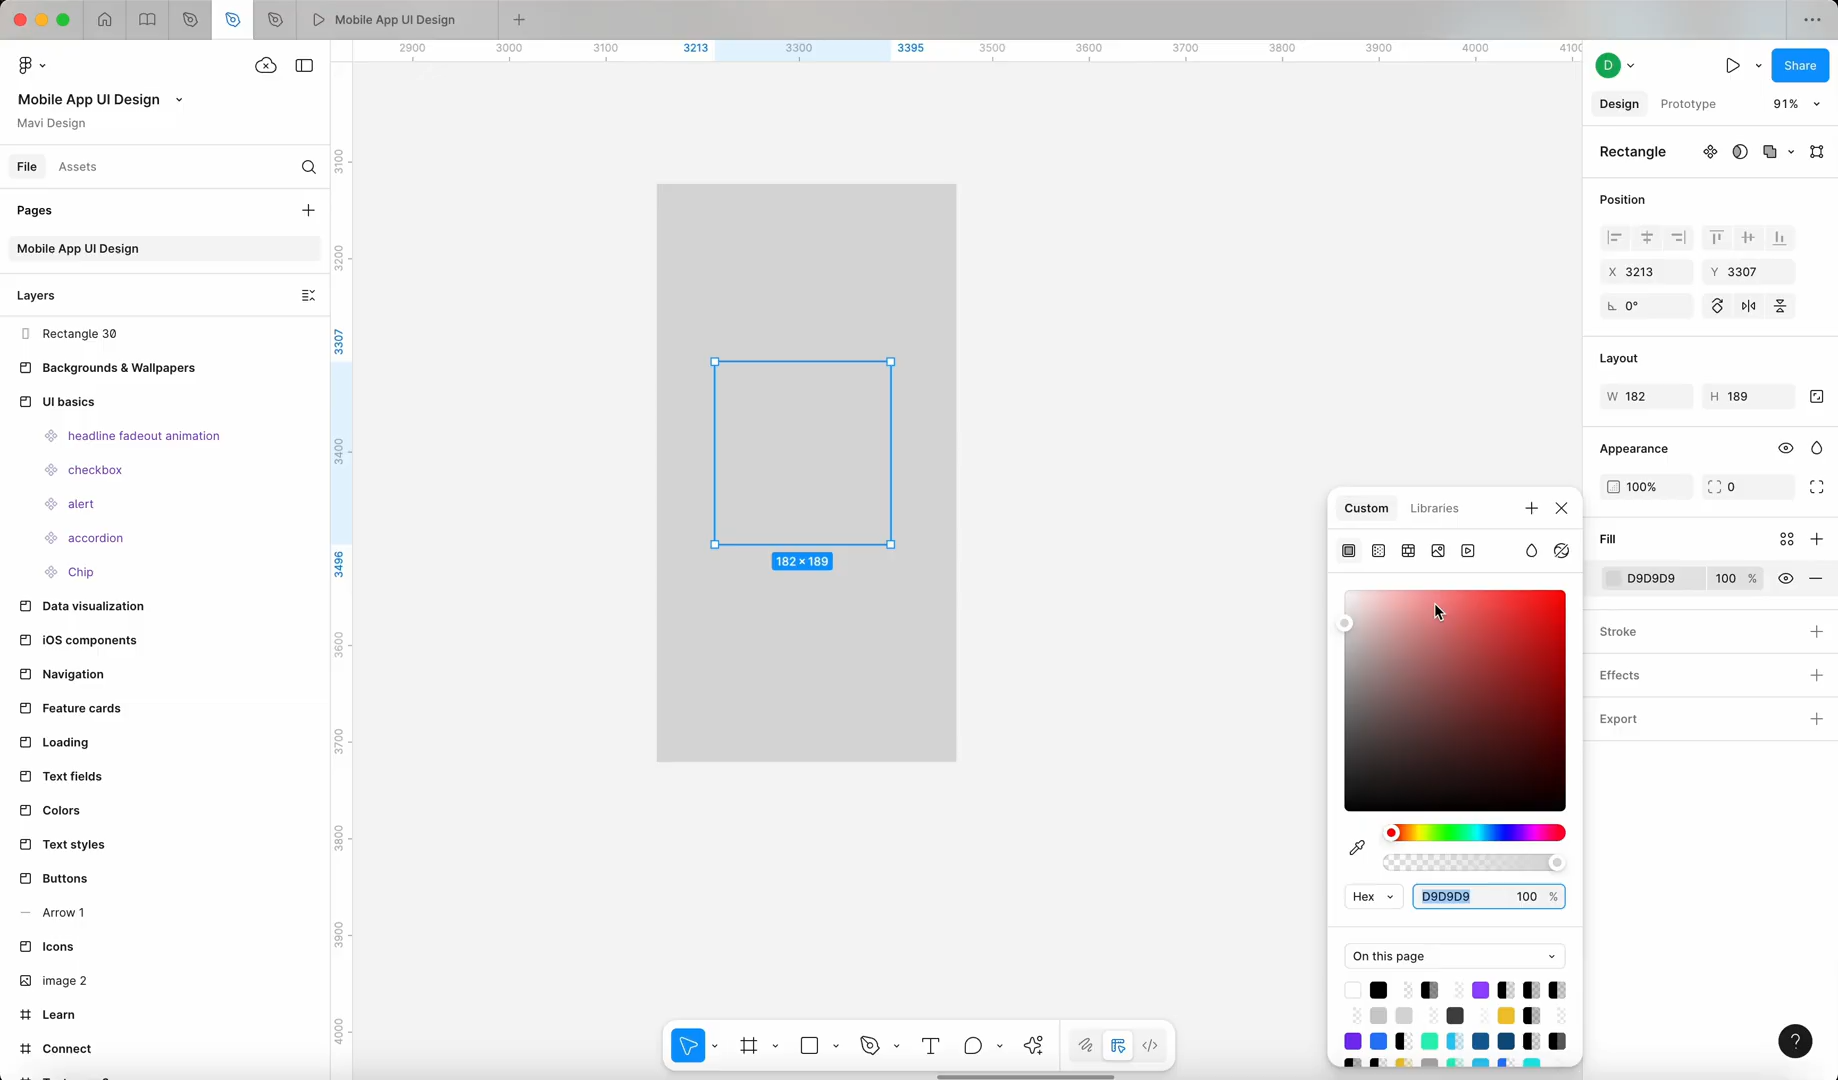 Mobile App UI Design
2900 3000 3100 3213 3300 3395 3500 3600 3700 3800 3900 4000 4100
D
Share
Mobile App UI Design
Mavi Design
Design Prototype 91%
File Assets
Rectangle
Pages
Position
Mobile App UI Design
X 3213 Y 3307
Layers
0°
Rectangle 30
Backgrounds & Wallpapers
Layout
UI basics
W 182 H 189
headline fadeout animation
Appearance
checkbox
100% 0
alert
Custom Libraries
accordion
Fill
182 × 189
Chip
D9D9D9 100 %
Data visualization
Stroke
iOS components
Navigation
Effects
Feature cards
Export
Loading
Text fields
Colors
Text styles
Buttons
Hex D9D9D9 100 %
Arrow 1
Icons
On this page
image 2
Learn
Connect
3100
3200
3307
3400
3496
3600
3700
3800
3900
4000
T
?